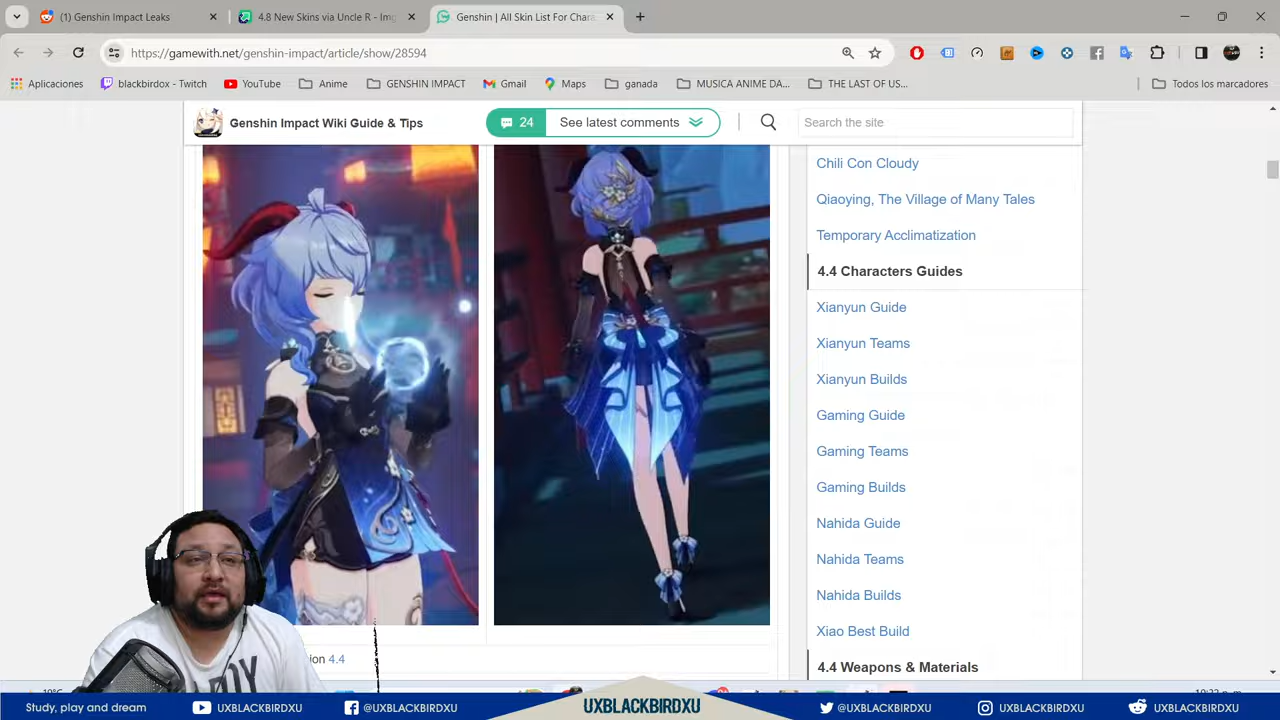 (1) Genshin Impact Leaks
4.8 New Skins via Uncle R - Img
Genshin | All Skin List For Chara
https://gamewith.net/genshin-impact/article/show/28594
Aplicaciones
blackbirdox - Twitch
YouTube
Anime
GENSHIN IMPACT
Gmail
Maps
ganada
MUSICA ANIME DA...
THE LAST OF US...
Todos los marcadores
Genshin Impact Wiki Guide & Tips
24
See latest comments
Search the site
Chili Con Cloudy
Qiaoying, The Village of Many Tales
Temporary Acclimatization
4.4 Characters Guides
Xianyun Guide
Xianyun Teams
Xianyun Builds
Gaming Guide
Gaming Teams
Gaming Builds
Nahida Guide
Nahida Teams
Nahida Builds
Xiao Best Build
4.4 Weapons & Materials
ion 4.4
Study, play and dream
UXBLACKBIRDXU
@UXBLACKBIRDXU
UXBLACKBIRDXU
@UXBLACKBIRDXU
UXBLACKBIRDXU
UXBLACKBIRDXU